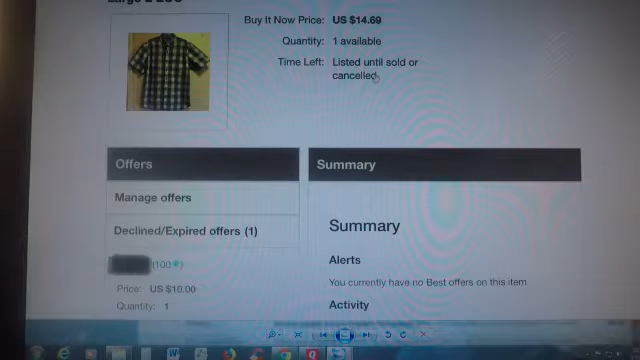 Large
Buy It Now Price: US $14.69
Quantity: 1 available
Time Left: Listed until sold or
cancelled
Offers
Summary
Manage offers
Declined/Expired offers (1)
Summary
(100★)
Alerts
You currently have no Best offers on this item
Price: US $10.00
Quantity: 1
Activity